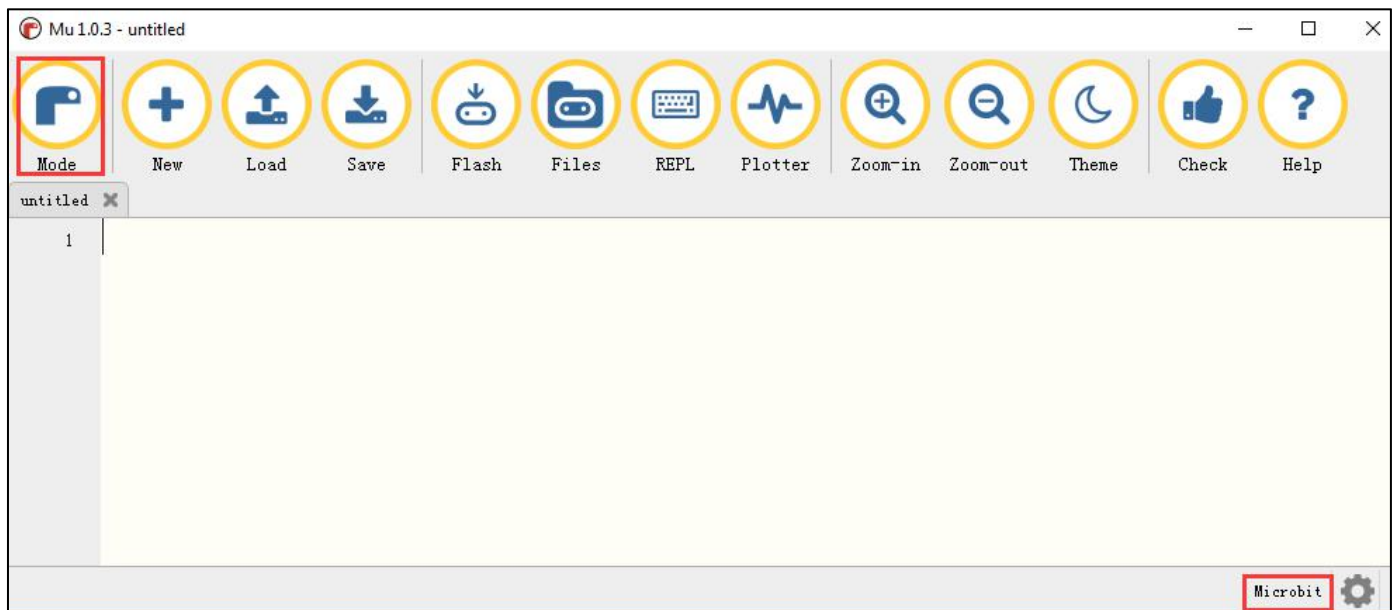 Mu 1.0.3 - untitled
Mode New Load Save Flash Files REPL Plotter Zoom-in Zoom-out Theme Check Help
untitled
1
Microbit